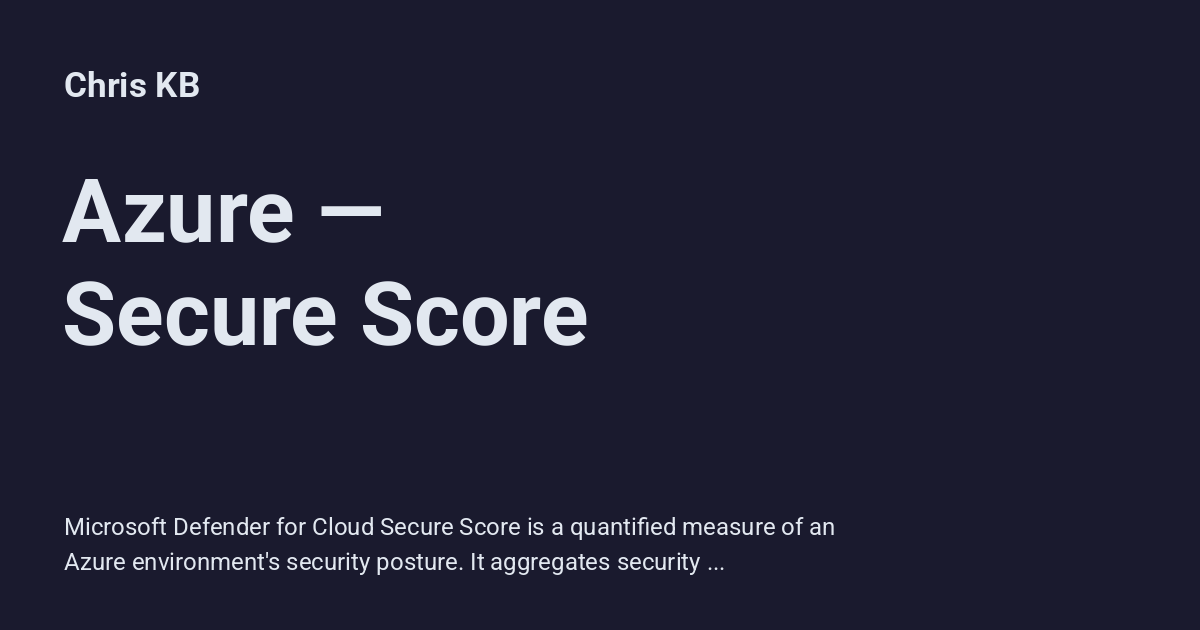 Chris KB
Azure —
Secure Score
Microsoft Defender for Cloud Secure Score is a quantified measure of an
Azure environment's security posture. It aggregates security ...